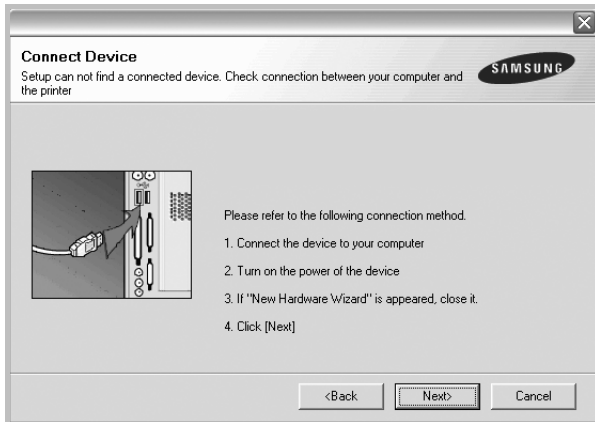 Connect Device
Setup can not find a connected device. Check connection between your computer and
the printer
SAMSUNG
Please refer to the following connection method.
1. Connect the device to your computer
2. Turn on the power of the device
3. If "New Hardware Wizard" is appeared, close it.
4. Click [Next]
<Back
Next>
Cancel